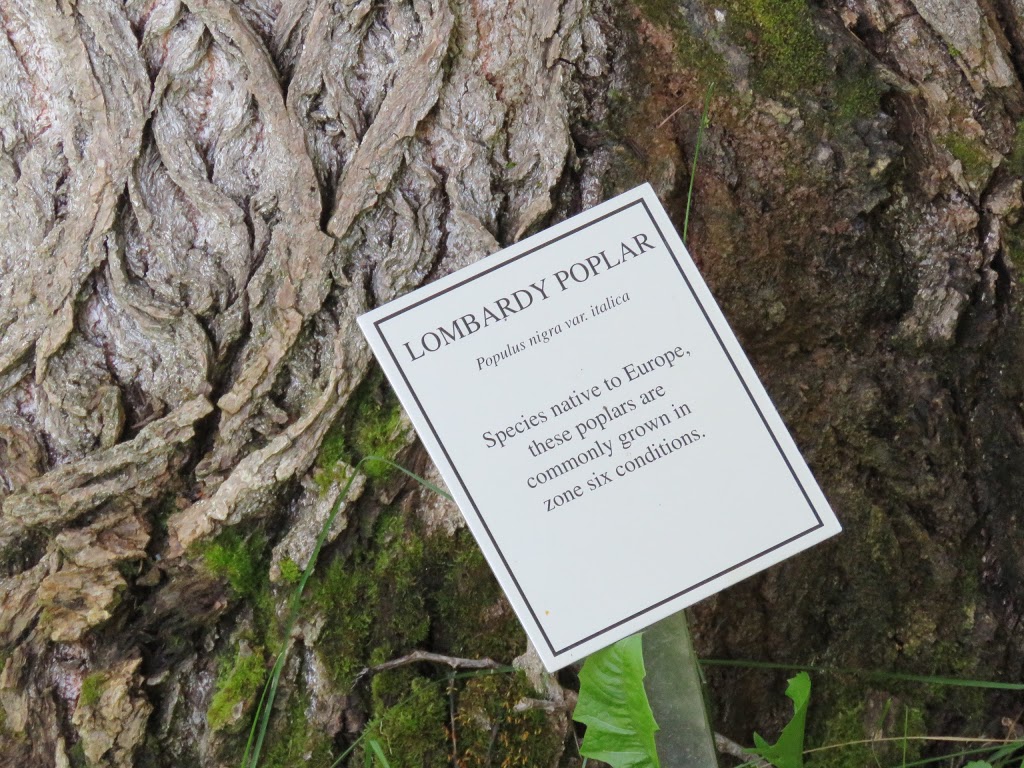 LOMBARDY POPLAR
Populus nigra var. italica
Species native to Europe,
these poplars are
commonly grown in
zone six conditions.